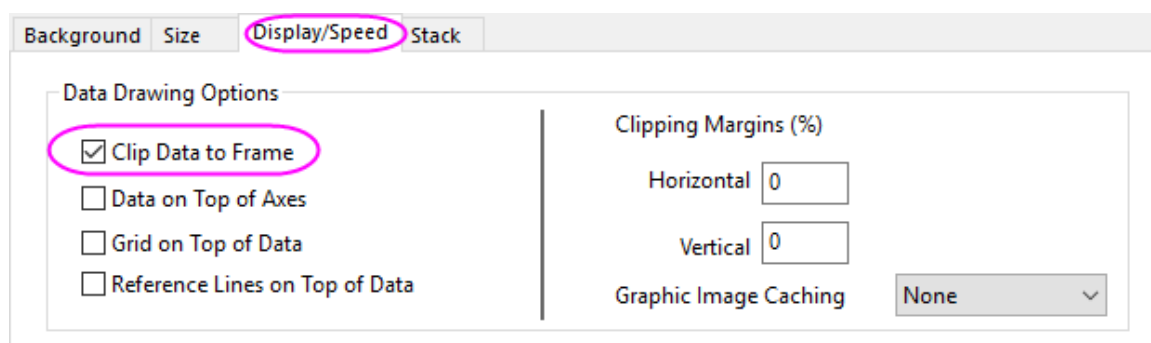 Background Size Display/Speed Stack
Data Drawing Options
Clip Data to Frame
Data on Top of Axes
Grid on Top of Data
Reference Lines on Top of Data
Clipping Margins (%)
Horizontal 0
Vertical 0
Graphic Image Caching None